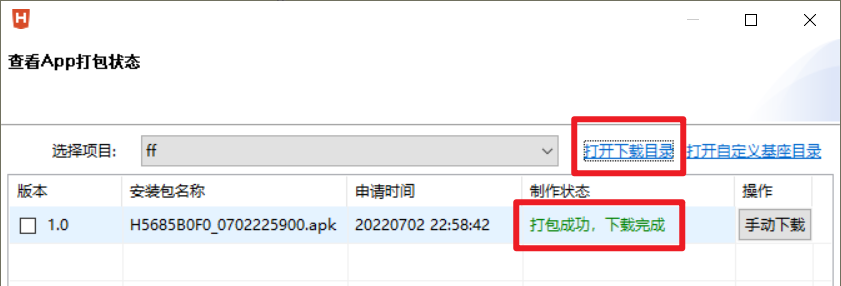 H
查看App打包状态
选择项目: ff 打开下载目录 打开自定义基座目录
版本 安装包名称 申请时间 制作状态 操作
1.0 H5685B0F0_0702225900.apk 20220702 22:58:42 打包成功，下载完成 手动下载